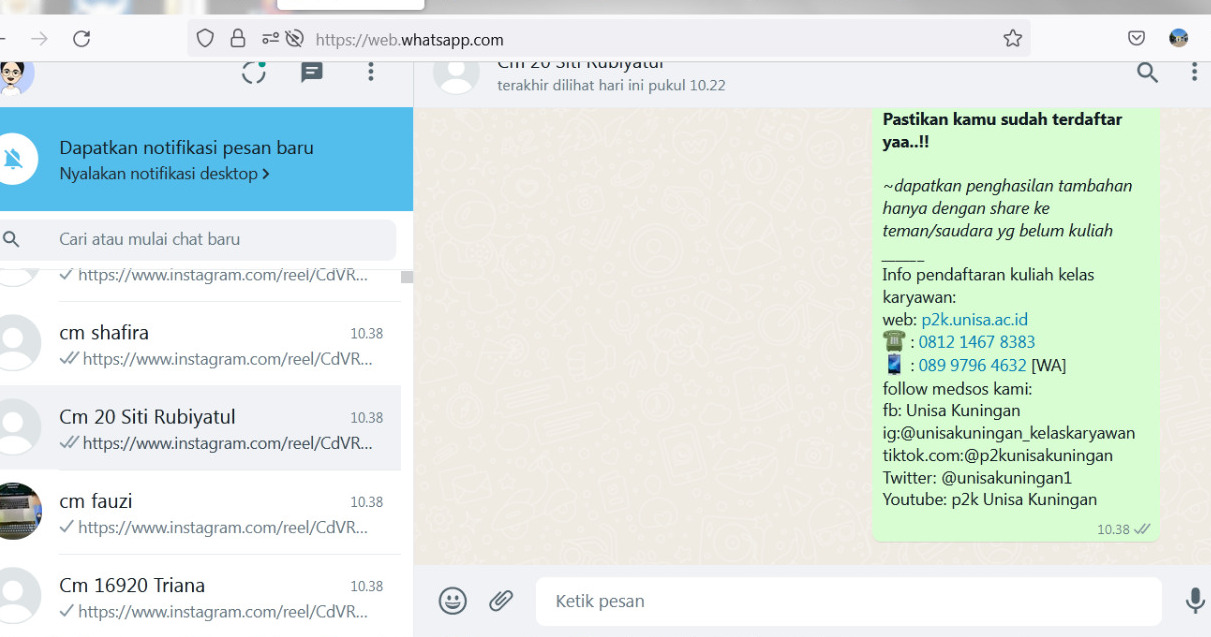 https://web.whatsapp.com
Cm 20 Siti Rubiyatul
terakhir dilihat hari ini pukul 10.22
Dapatkan notifikasi pesan baru
Nyalakan notifikasi desktop >
Cari atau mulai chat baru
https://www.instagram.com/reel/CdVR...
cm shafira 10.38
https://www.instagram.com/reel/CdVR...
Cm 20 Siti Rubiyatul 10.38
https://www.instagram.com/reel/CdVR...
cm fauzi 10.38
https://www.instagram.com/reel/CdVR...
Cm 16920 Triana 10.38
https://www.instagram.com/reel/CdVR...
Pastikan kamu sudah terdaftar
yaa..!!
~dapatkan penghasilan tambahan
hanya dengan share ke
teman/saudara yg belum kuliah
______
Info pendaftaran kuliah kelas
karyawan:
web: p2k.unisa.ac.id
: 0812 1467 8383
: 089 9796 4632 [WA]
follow medsos kami:
fb: Unisa Kuningan
ig:@unisakuningan_kelaskaryawan
tiktok.com:@p2kunisakuningan
Twitter: @unisakuningan1
Youtube: p2k Unisa Kuningan
10.38
Ketik pesan